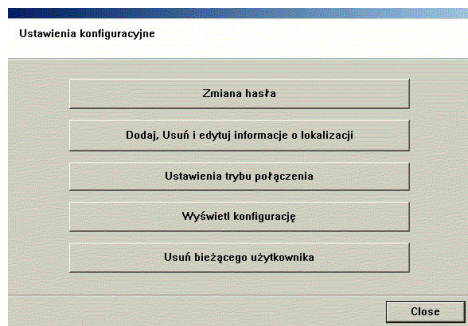 Ustawienia konfiguracyjne
Zmiana hasła
Dodaj, Usuń i edytuj informacje o lokalizacji
Ustawienia trybu połączenia
Wyświetl konfigurację
Usuń bieżącego użytkownika
Close